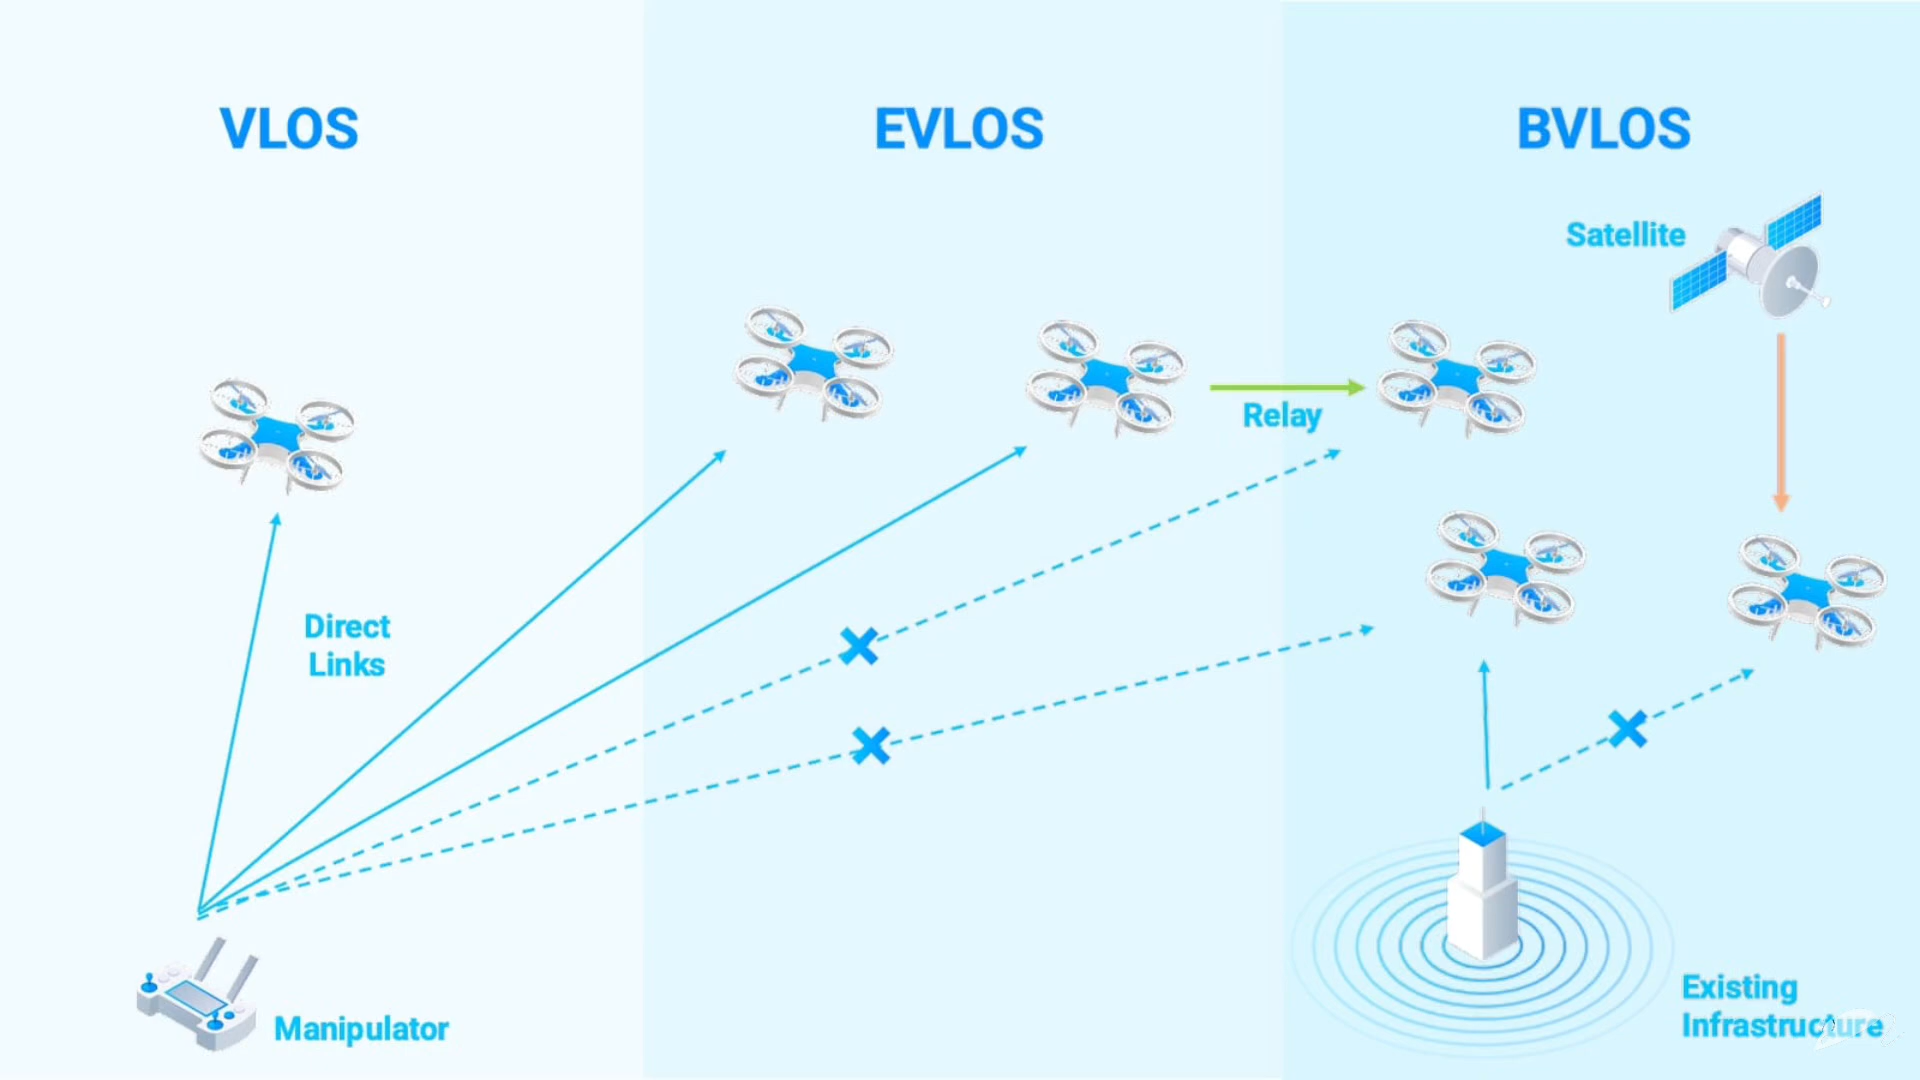 VLOS
EVLOS
BVLOS
Satellite
Relay
Direct
Links
Manipulator
Existing
Infrastructure